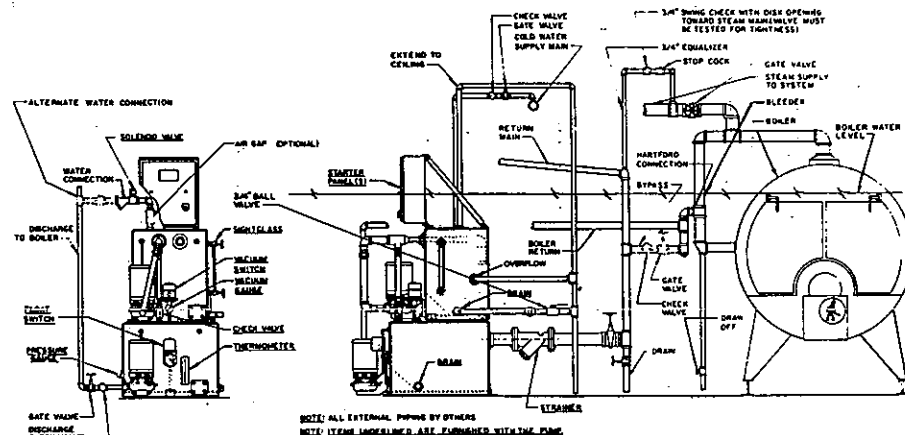 3/4" SWING CHECK WITH DISK OPENING
TOWARD STEAM MAIN(VALVE MUST
BE TESTED FOR TIGHTNESS)
CHECK VALVE
GATE VALVE
COLD WATER
SUPPLY MAIN
3/4" EQUALIZER
STOP COCK
GATE VALVE
STEAM SUPPLY
TO SYSTEM
BLEEDER
BOILER
BOILER WATER
LEVEL
EXTEND TO
CEILING
ALTERNATE WATER CONNECTION
SOLENOID VALVE
AIR GAP (OPTIONAL)
WATER
CONNECTION
RETURN
MAIN
STARTER
PANEL(S)
3/4" BALL
VALVE
HARTFORD
CONNECTION
BYPASS
DISCHARGE
TO BOILER
SIGHTGLASS
VACUUM
SWITCH
VACUUM
GAUGE
BOILER
RETURN
OVERFLOW
DRAIN
GATE
VALVE
CHECK
VALVE
DRAW
OFF
FLOAT
SWITCH
CHECK VALVE
THERMOMETER
PRESSURE
GAUGE
DRAIN
DRAIN
STRAINER
GATE VALVE
DISCHARGE
NOTE: ALL EXTERNAL PIPING BY OTHERS
NOTE: ITEMS UNDERLINED ARE FURNISHED WITH THE PUMP